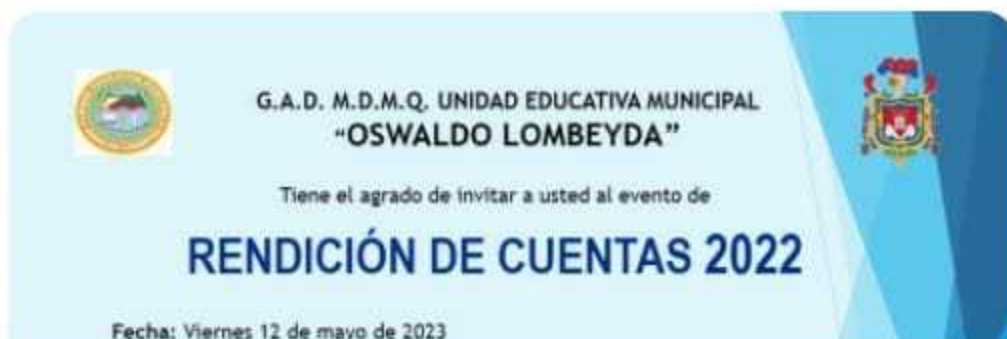 G.A.D. M.D.M.Q. UNIDAD EDUCATIVA MUNICIPAL
“OSWALDO LOMBEYDA”
Tiene el agrado de invitar a usted al evento de
RENDICIÓN DE CUENTAS 2022
Fecha: Viernes 12 de mayo de 2023